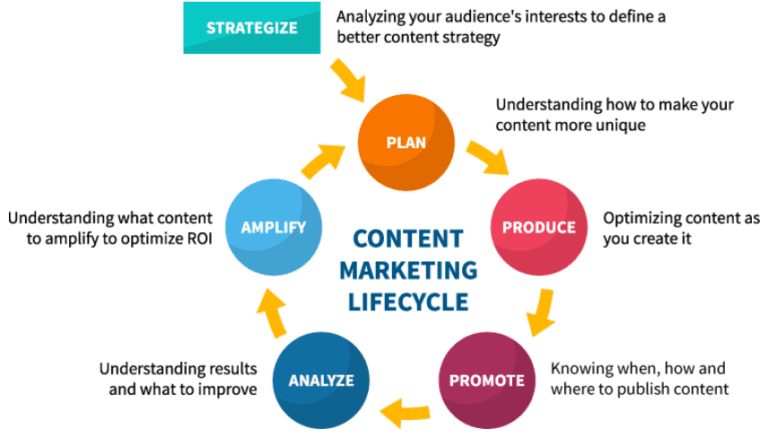 STRATEGIZE
Analyzing your audience's interests to define a
better content strategy
PLAN
Understanding how to make your
content more unique
PRODUCE
Optimizing content as
you create it
PROMOTE
Knowing when, how and
where to publish content
ANALYZE
Understanding results
and what to improve
AMPLIFY
Understanding what content
to amplify to optimize ROI
CONTENT
MARKETING
LIFECYCLE